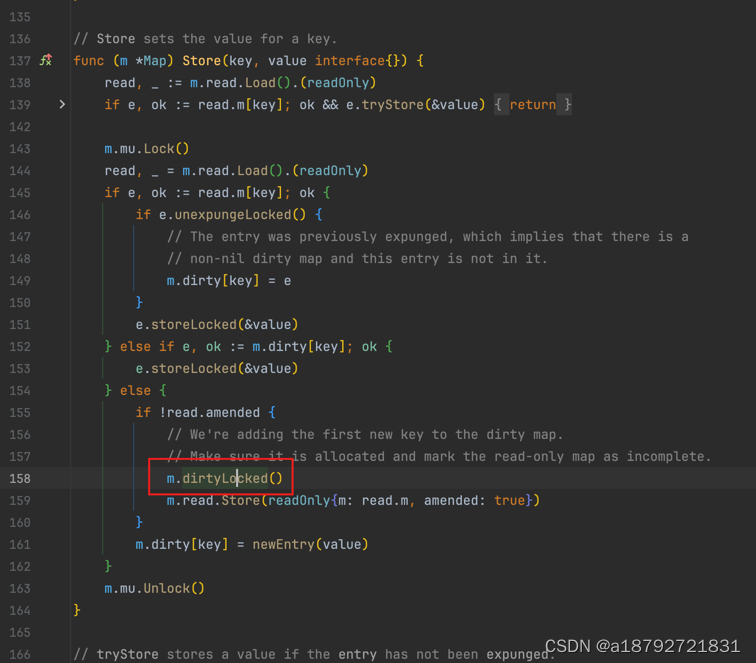 135
136 // Store sets the value for a key.
137 func (m *Map) Store(key, value interface{}) {
138     read, _ := m.read.Load().(readOnly)
139     if e, ok := read.m[key]; ok && e.tryStore(&value) { return }
142
143     m.mu.Lock()
144     read, _ = m.read.Load().(readOnly)
145     if e, ok := read.m[key]; ok {
146         if e.unexpungeLocked() {
147             // The entry was previously expunged, which implies that there is a
148             // non-nil dirty map and this entry is not in it.
149             m.dirty[key] = e
150         }
151         e.storeLocked(&value)
152     } else if e, ok := m.dirty[key]; ok {
153         e.storeLocked(&value)
154     } else {
155         if !read.amended {
156             // We're adding the first new key to the dirty map.
157             // Make sure it is allocated and mark the read-only map as incomplete.
158             m.dirtyLocked()
159             m.read.Store(readOnly{m: read.m, amended: true})
160         }
161         m.dirty[key] = newEntry(value)
162     }
163     m.mu.Unlock()
164 }
165
166 // tryStore stores a value if the entry has not been expunged.
CSDN @a18792721831